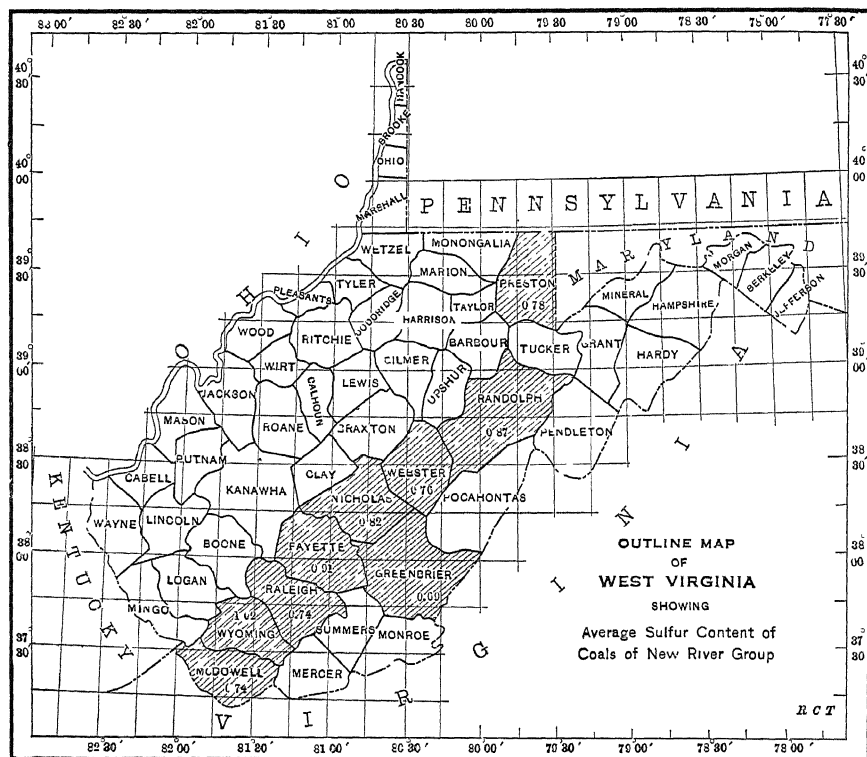 83°00′ 82°30′ 82°00′ 81°30′ 81°00′ 80°30′ 80°00′ 79°30′ 79°00′ 78°30′ 78°00′ 77°30′
40° 30′
HANCOCK
BROOKE
OHIO
40° 00′
MARSHALL
PENNSYLVANIA
OHIO
MARYLAND
WETZEL
MONONGALIA
MARION
PRESTON
0.78
MORGAN
BERKELEY
JEFFERSON
39° 30′
TYLER
PLEASANTS
DODDRIDGE
HARRISON
TAYLOR
MINERAL
HAMPSHIRE
WOOD
RITCHIE
BARBOUR
TUCKER
GRANT
HARDY
39° 00′
WIRT
GILMER
LEWIS
UPSHUR
CALHOUN
JACKSON
RANDOLPH
0.87
MASON
ROANE
BRAXTON
PENDLETON
38° 30′
PUTNAM
CABELL
CLAY
WEBSTER
0.76
KANAWHA
NICHOLAS
0.82
POCAHONTAS
KENTUCKY
WAYNE
LINCOLN
38° 00′
BOONE
FAYETTE
GREENBRIER
LOGAN
RALEIGH
0.74
MINGO
1.02
WYOMING
SUMMERS
MONROE
37° 30′
MCDOWELL
0.74
MERCER
VIRGINIA
OUTLINE MAP
OF
WEST VIRGINIA
SHOWING
Average Sulfur Content of
Coals of New River Group
RCT
82°30′ 82°00′ 81°30′ 81°00′ 80°30′ 80°00′ 79°30′ 79°00′ 78°30′ 78°00′